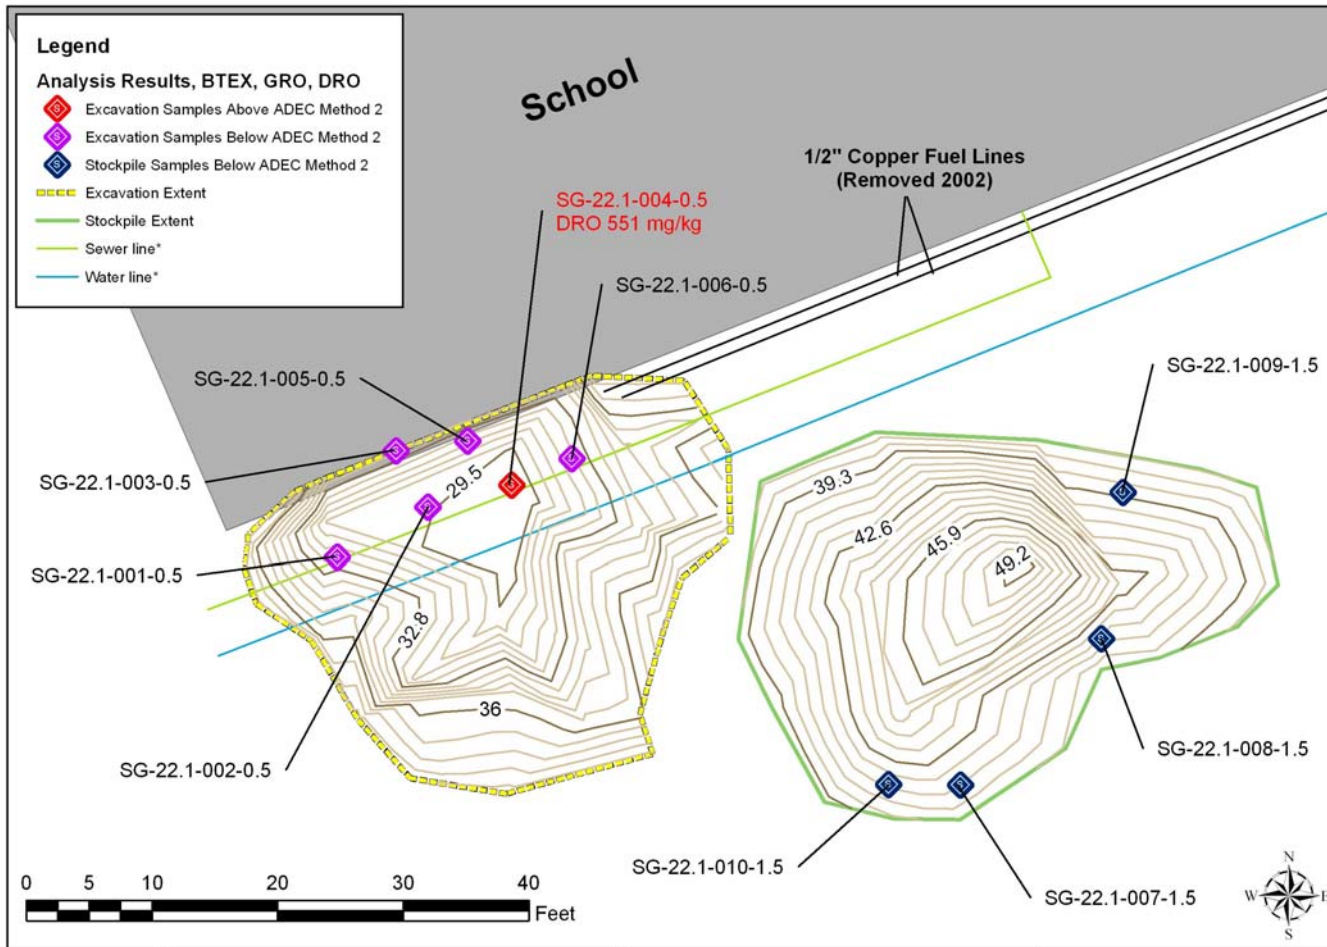 Legend
Analysis Results, BTEX, GRO, DRO
Excavation Samples Above ADEC Method 2
Excavation Samples Below ADEC Method 2
Stockpile Samples Below ADEC Method 2
Excavation Extent
Stockpile Extent
Sewer line*
Water line*
School
1/2" Copper Fuel Lines
(Removed 2002)
SG-22.1-004-0.5
DRO 551 mg/kg
SG-22.1-006-0.5
SG-22.1-005-0.5
SG-22.1-009-1.5
SG-22.1-003-0.5
29.5
39.3
42.6
45.9
49.2
SG-22.1-001-0.5
32.8
36
SG-22.1-002-0.5
SG-22.1-008-1.5
SG-22.1-010-1.5
SG-22.1-007-1.5
0 5 10 20 30 40
Feet
N
W E
S